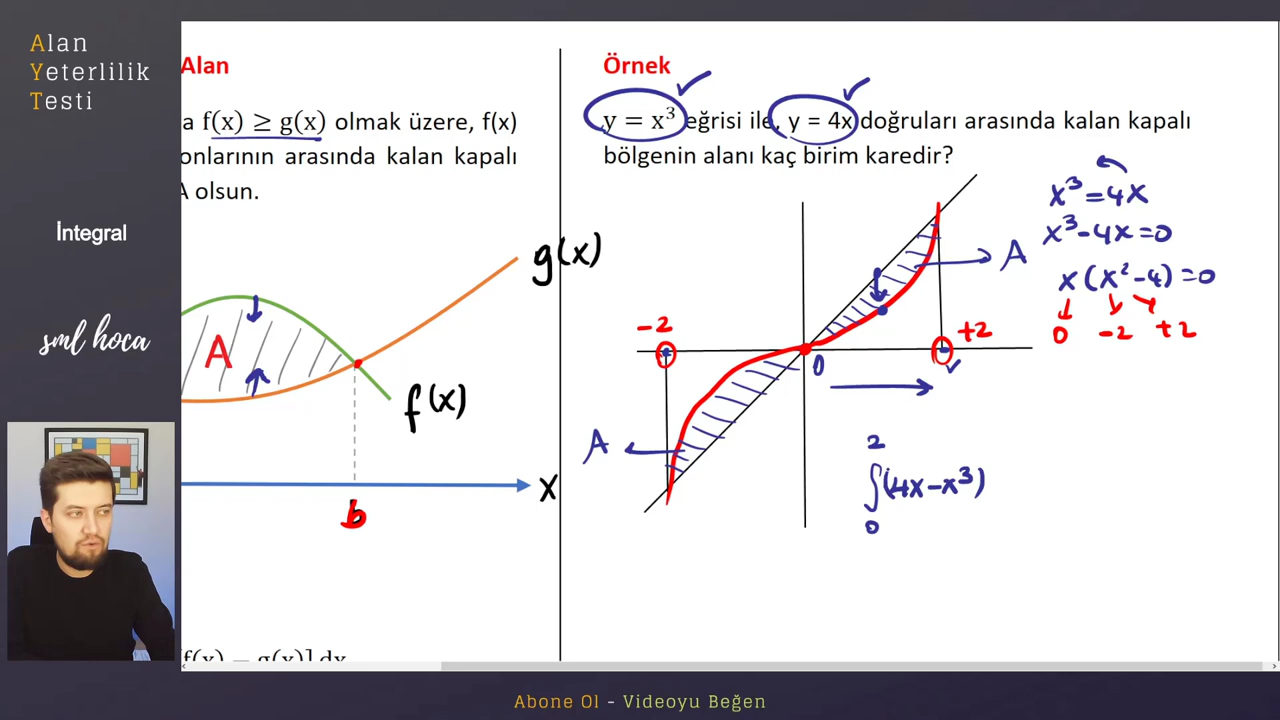 Alan
Yeterlilik
Testi
İntegral
sml hoca
Alan
a f(x) ≥ g(x) olmak üzere, f(x)
onlarının arasında kalan kapalı
A olsun.
g(x)
A
f(x)
x
b
[f(x) − g(x)] dx
Örnek
y = x³ eğrisi ile, y = 4x doğruları arasında kalan kapalı
bölgenin alanı kaç birim karedir?
x³ = 4x
x³ - 4x = 0
x (x² - 4) = 0
0 -2 +2
A
-2
+2
0
A
2
∫(4x-x³)
0
Abone Ol - Videoyu Beğen